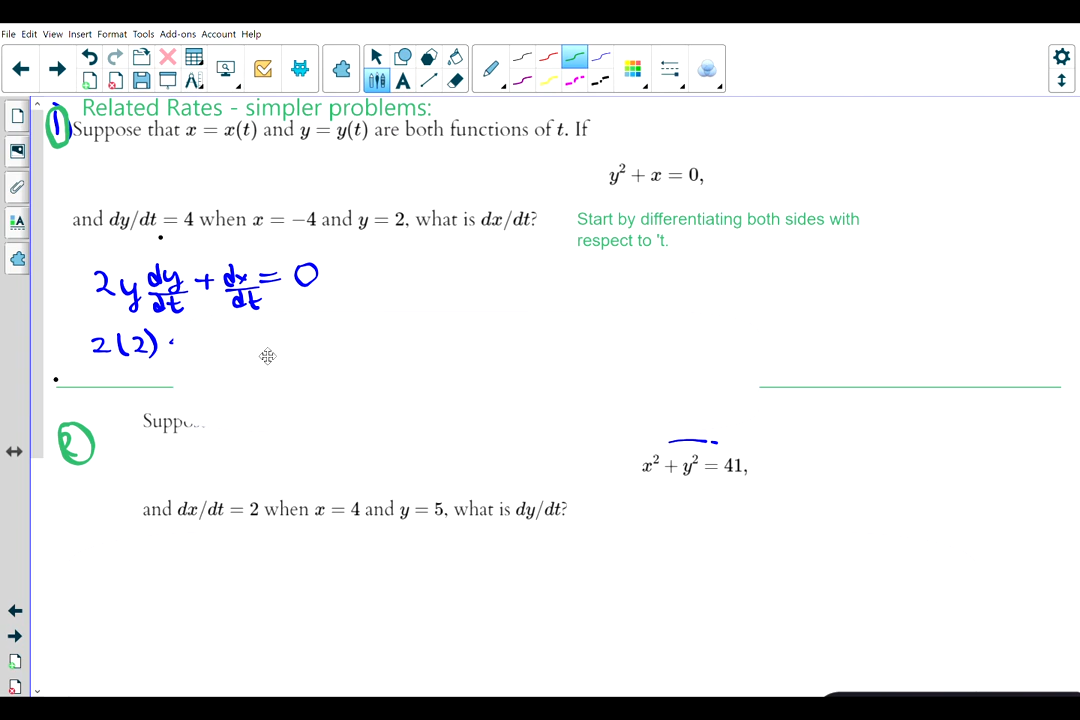 File Edit View Insert Format Tools Add-ons Account Help
Related Rates - simpler problems:
1) Suppose that x = x(t) and y = y(t) are both functions of t. If
y² + x = 0,
and dy/dt = 4 when x = −4 and y = 2, what is dx/dt?
Start by differentiating both sides with
respect to 't.
2y dy/dt + dx/dt = 0
2(2) ·
2
x² + y² = 41,
and dx/dt = 2 when x = 4 and y = 5, what is dy/dt?